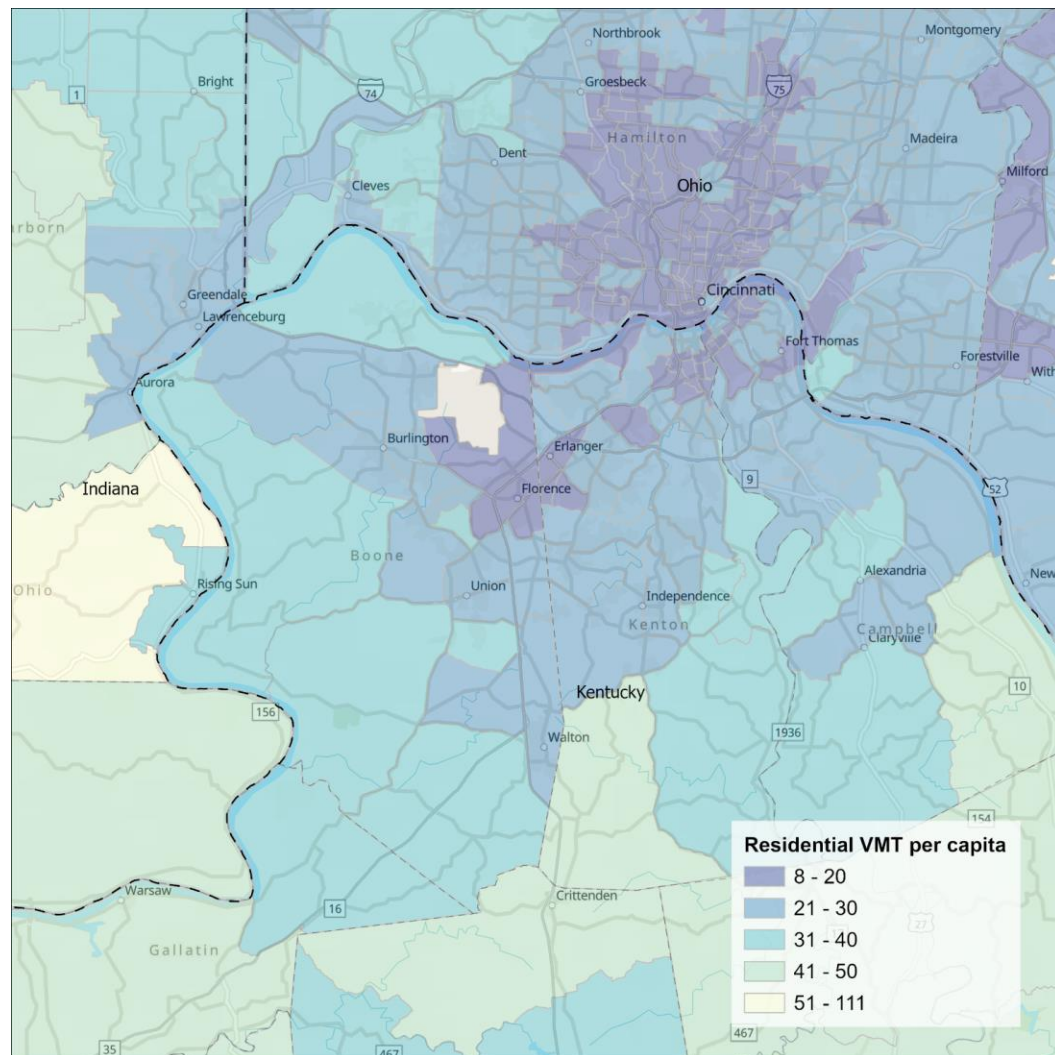 Northbrook
Montgomery
Bright
74
Groesbeck
75
1
Hamilton
Madeira
Dent
Milford
Cleves
Ohio
arborn
Greendale
Cincinnati
Lawrenceburg
Fort Thomas
Forestville
With
Aurora
Burlington
Erlanger
Indiana
Florence
9
52
Boone
Ohio
Rising Sun
Union
Independence
Alexandria
New
Kenton
Campbell
Claryville
Kentucky
10
156
Walton
1936
154
Residential VMT per capita
8 - 20
21 - 30
31 - 40
41 - 50
51 - 111
Warsaw
16
Crittenden
27
Gallatin
35
467
467